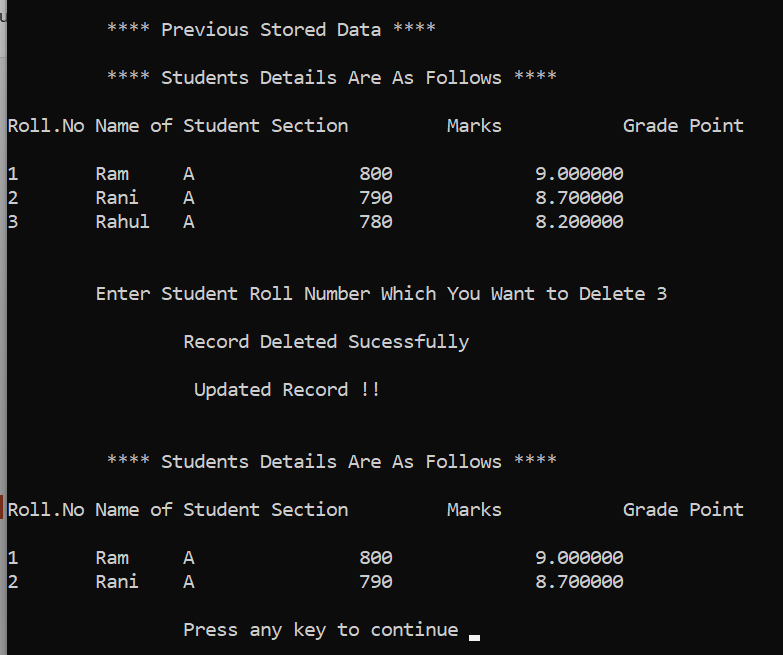 **** Previous Stored Data ****
**** Students Details Are As Follows ****
Roll.No Name of Student Section Marks Grade Point
1 Ram A 800 9.000000
2 Rani A 790 8.700000
3 Rahul A 780 8.200000
Enter Student Roll Number Which You Want to Delete 3
Record Deleted Sucessfully
Updated Record !!
**** Students Details Are As Follows ****
Roll.No Name of Student Section Marks Grade Point
1 Ram A 800 9.000000
2 Rani A 790 8.700000
Press any key to continue